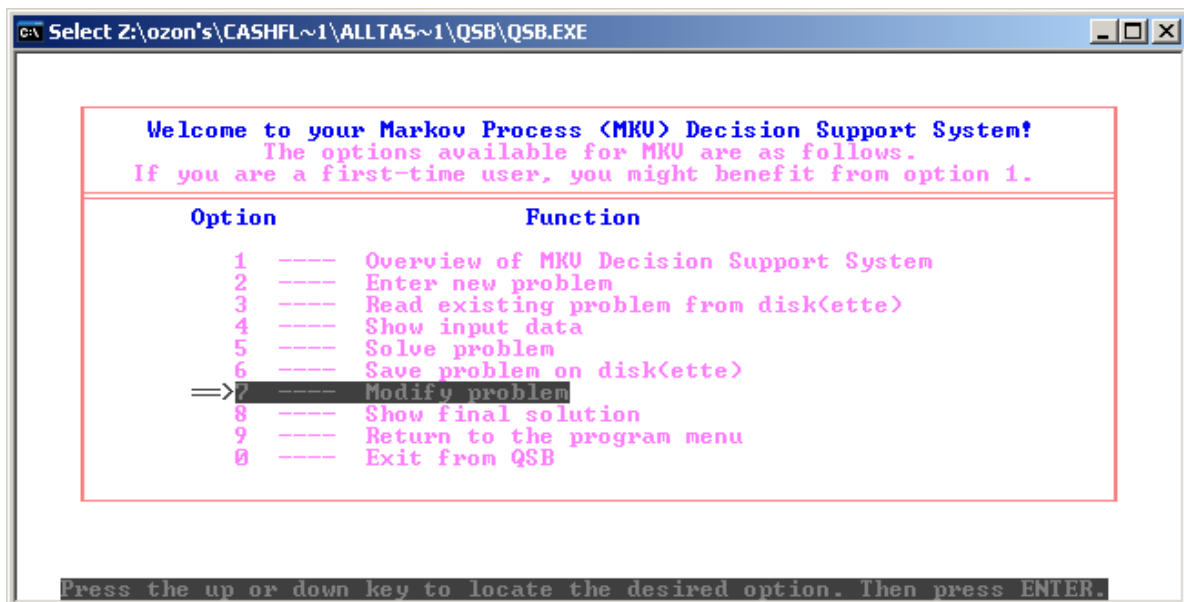 Select Z:\ozon's\CASHFL~1\ALLTAS~1\QSB\QSB.EXE
Welcome to your Markov Process (MKV) Decision Support System!
The options available for MKV are as follows.
If you are a first-time user, you might benefit from option 1.
Option Function
1 ---- Overview of MKV Decision Support System
2 ---- Enter new problem
3 ---- Read existing problem from disk(ette)
4 ---- Show input data
5 ---- Solve problem
6 ---- Save problem on disk(ette)
==>7 ---- Modify problem
8 ---- Show final solution
9 ---- Return to the program menu
0 ---- Exit from QSB
Press the up or down key to locate the desired option. Then press ENTER.